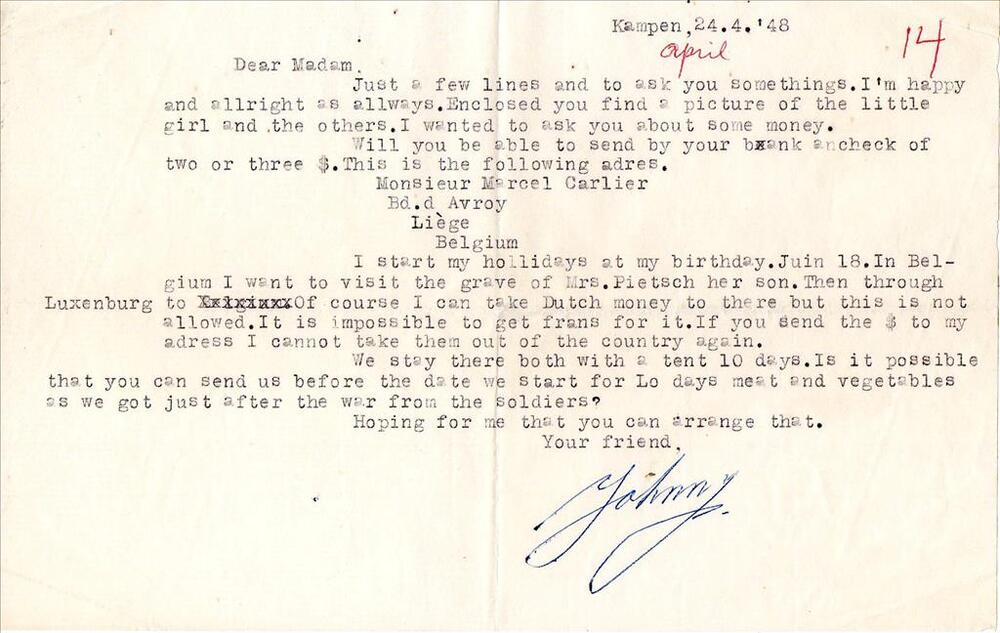 Kampen, 24.4.'48
april
14
Dear Madam,
Just a few lines and to ask you somethings.I'm happy
and allright as allways.Enclosed you find a picture of the little
girl and .the others.I wanted to ask you about some money.
Will you be able to send by your bxank ancheck of
two or three $.This is the following adres.
Monsieur Marcel Carlier
Bd.d Avroy
Liège
Belgium
I start my hollidays at my birthday.Juin 18.In Bel-
gium I want to visit the grave of Mrs.Pietsch her son.Then through
Luxenburg to Of course I can take Dutch money to there but this is not
allowed.It is impossible to get frans for it.If you send the $ to my
adress I cannot take them out of the country again.
We stay there both with a tent 10 days.Is it possible
that you can send us before the date we start for Lo days meat and vegetables
as we got just after the war from the soldiers?
Hoping for me that you can arrange that.
Your friend,
Johnny.